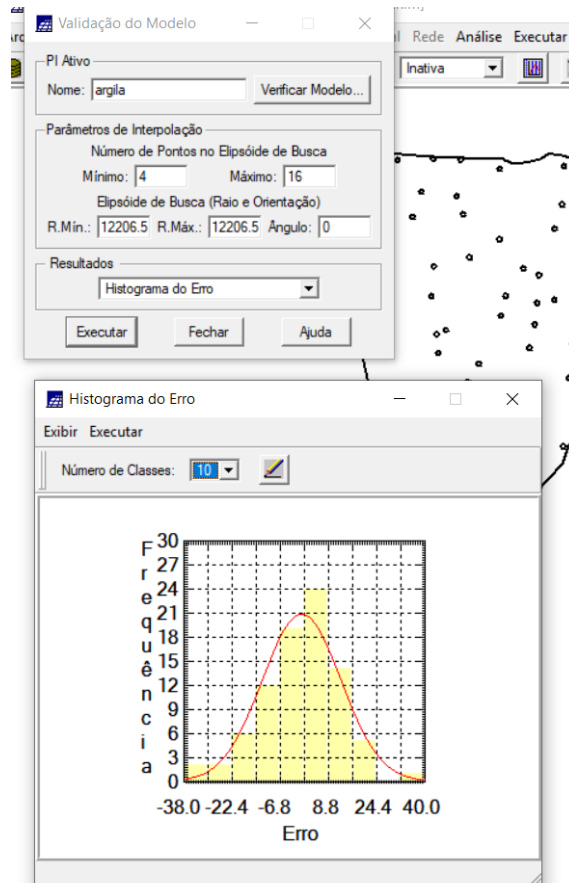 Validação do Modelo
Rede Análise Executar
PI Ativo
Nome: argila Verificar Modelo...
Inativa
Parâmetros de Interpolação
Número de Pontos no Elipsóide de Busca
Mínimo: 4 Máximo: 16
Elipsóide de Busca (Raio e Orientação)
R.Mín.: 12206.5 R.Máx.: 12206.5 Ângulo: 0
Resultados
Histograma do Erro
Executar Fechar Ajuda
Histograma do Erro
Exibir Executar
Número de Classes: 10
Frequência
30
27
24
21
18
15
12
9
6
3
0
-38.0 -22.4 -6.8 8.8 24.4 40.0
Erro